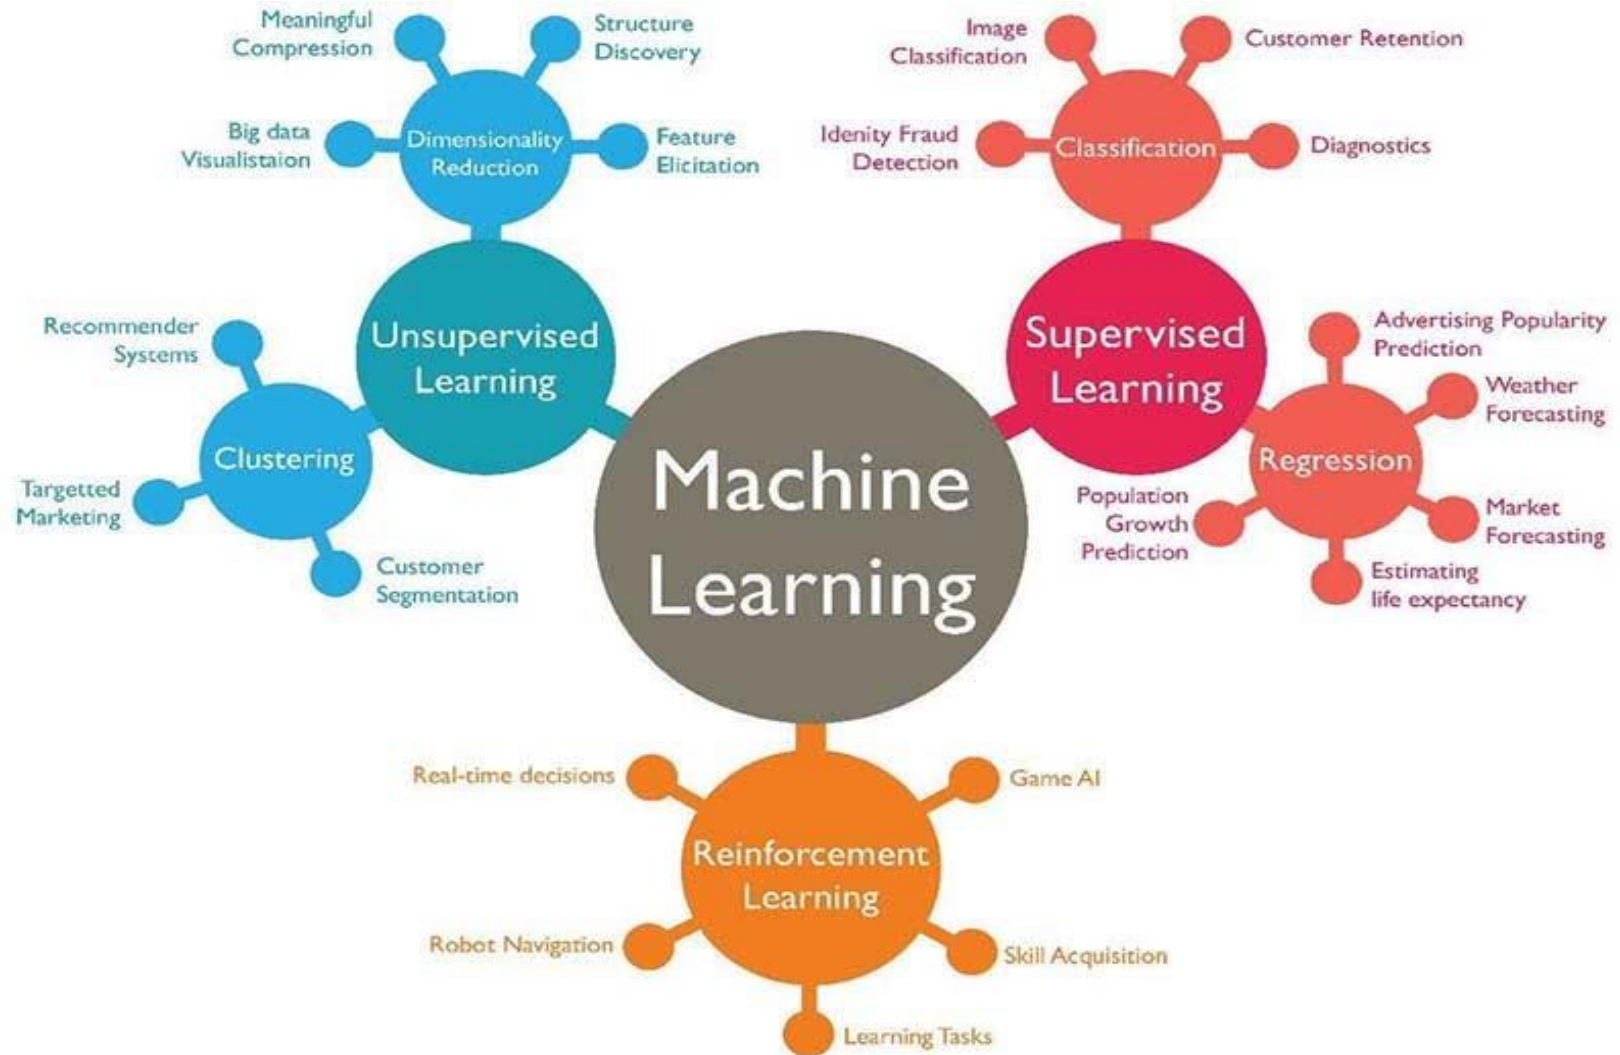 Meaningful
Compression
Structure
Discovery
Big data
Visualistaion
Dimensionality
Reduction
Feature
Elicitation
Image
Classification
Customer Retention
Idenity Fraud
Detection
Classification
Diagnostics
Recommender
Systems
Unsupervised
Learning
Clustering
Targetted
Marketing
Customer
Segmentation
Machine
Learning
Supervised
Learning
Advertising Popularity
Prediction
Weather
Forecasting
Regression
Population
Growth
Prediction
Market
Forecasting
Estimating
life expectancy
Real-time decisions
Game AI
Reinforcement
Learning
Robot Navigation
Skill Acquisition
Learning Tasks